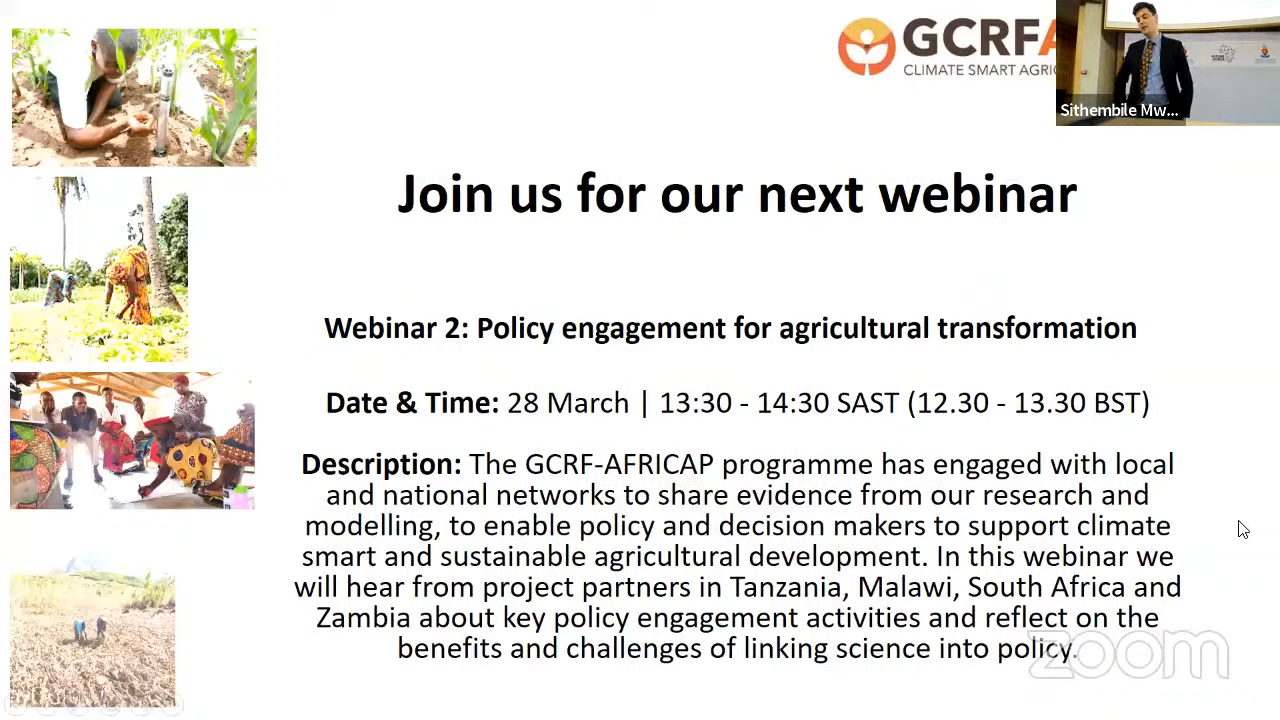 GCRFA
CLIMATE SMART AGRIC
Sithembile Mw...
Join us for our next webinar
Webinar 2: Policy engagement for agricultural transformation
Date & Time: 28 March | 13:30 - 14:30 SAST (12.30 - 13.30 BST)
Description: The GCRF-AFRICAP programme has engaged with local
and national networks to share evidence from our research and
modelling, to enable policy and decision makers to support climate
smart and sustainable agricultural development. In this webinar we
will hear from project partners in Tanzania, Malawi, South Africa and
Zambia about key policy engagement activities and reflect on the
benefits and challenges of linking science into policy.
zoom